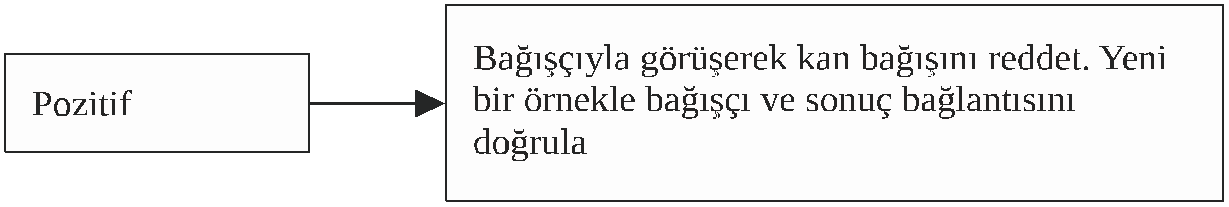 Pozitif
Bağışçıyla görüşerek kan bağışını reddet. Yeni
bir örnekle bağışçı ve sonuç bağlantısını
doğrula